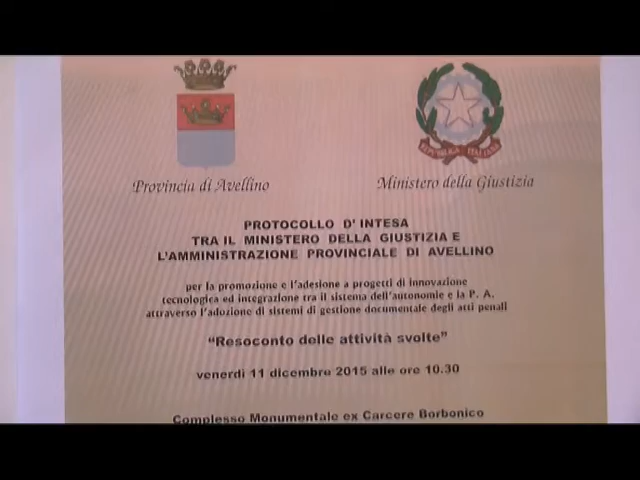 REPUBBLICA ITALIANA
Provincia di Avellino
Ministero della Giustizia
PROTOCOLLO D'INTESA
TRA IL MINISTERO DELLA GIUSTIZIA E
L'AMMINISTRAZIONE PROVINCIALE DI AVELLINO
per la promozione e l'adesione a progetti di innovazione
tecnologica ed integrazione tra il sistema dell'autonomie e la P. A.
attraverso l'adozione di sistemi di gestione documentale degli atti penali
"Resoconto delle attività svolte"
venerdì 11 dicembre 2015 alle ore 10.30
Complesso Monumentale ex Carcere Borbonico